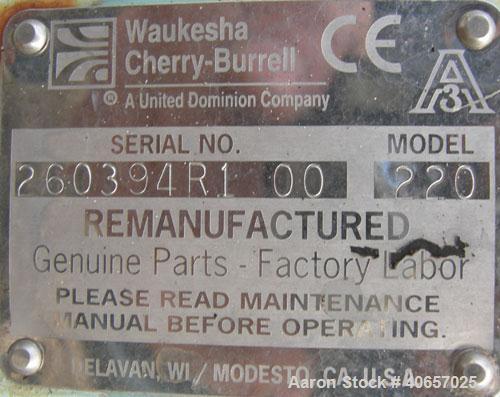 Waukesha
Cherry-Burrell
CE
® A United Dominion Company
A 3
SERIAL NO. MODEL
260394R1 00 220
REMANUFACTURED
Genuine Parts - Factory Labor
PLEASE READ MAINTENANCE
MANUAL BEFORE OPERATING.
DELAVAN, WI / MODESTO, CA, U.S.A.
Aaron Stock #40657025